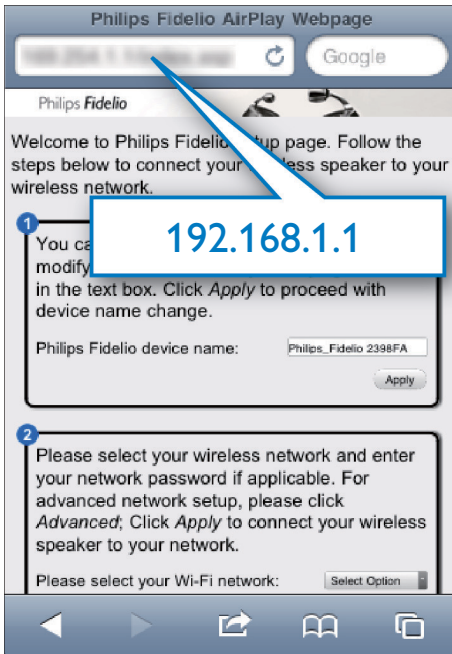 Philips Fidelio AirPlay Webpage
Google
Philips Fidelio
Welcome to Philips Fidelio up page. Follow the
steps below to connect your ess speaker to your
wireless network.
192.168.1.1
1
You ca
modify
in the text box. Click Apply to proceed with
device name change.
Philips Fidelio device name: Philips_Fidelio 2398FA
Apply
2
Please select your wireless network and enter
your network password if applicable. For
advanced network setup, please click
Advanced; Click Apply to connect your wireless
speaker to your network.
Please select your Wi-Fi network: Select Option